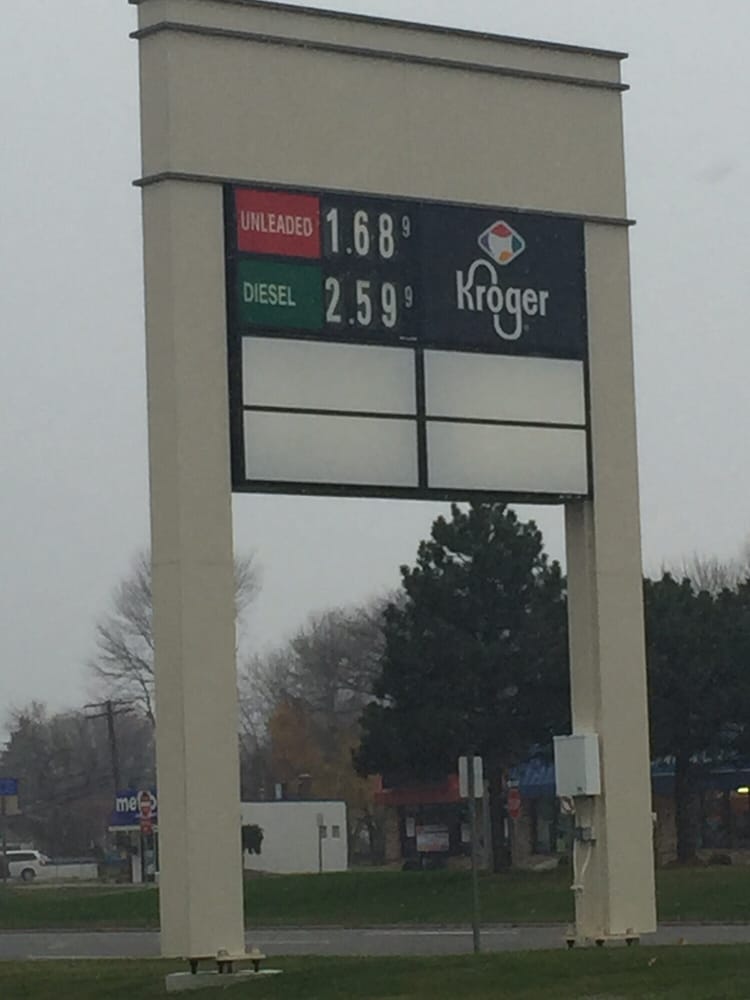 UNLEADED 1.68 9
DIESEL 2.59 9
Kroger